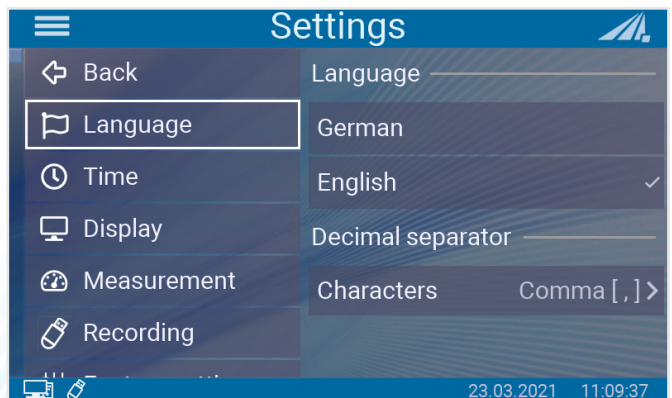 Settings
Back
Language
Time
Display
Measurement
Recording
Language
German
English
Decimal separator
Characters Comma [ , ]
23.03.2021 11:09:37